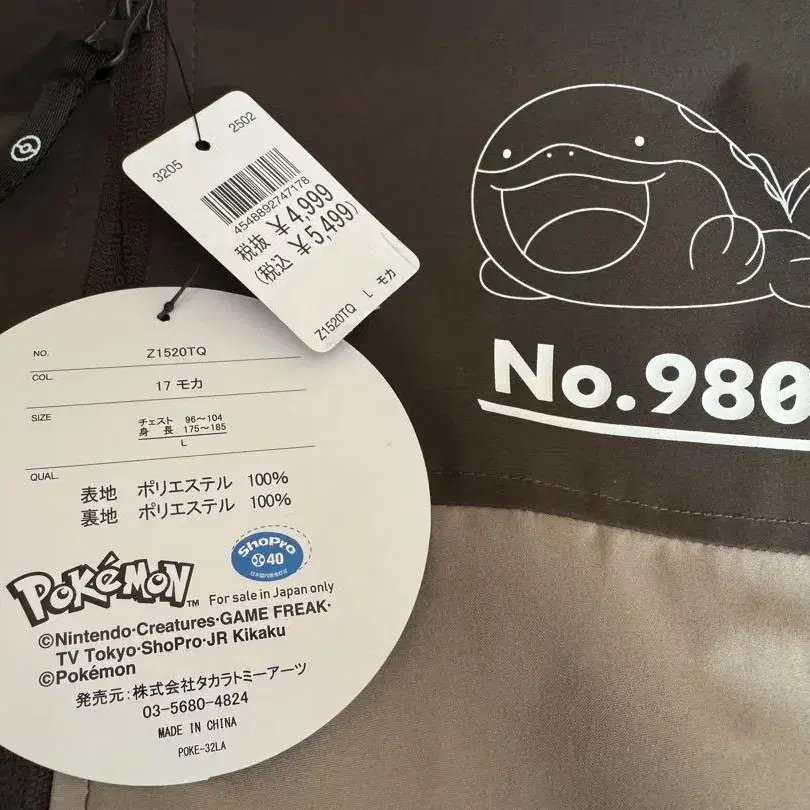 3205 2502
4548892747178
税抜 ¥4,999
(税込 ¥5,499)
Z1520TQ L モカ
No.980
NO. Z1520TQ
COL. 17 モカ
SIZE チェスト 96~104
身長 175~185
L
QUAL.
表地 ポリエステル 100%
裏地 ポリエステル 100%
ShoPro
40
POKéMON™ For sale in Japan only
©Nintendo·Creatures·GAME FREAK·
TV Tokyo·ShoPro·JR Kikaku
©Pokémon
発売元:株式会社タカラトミーアーツ
03-5680-4824
MADE IN CHINA
POKE-32LA